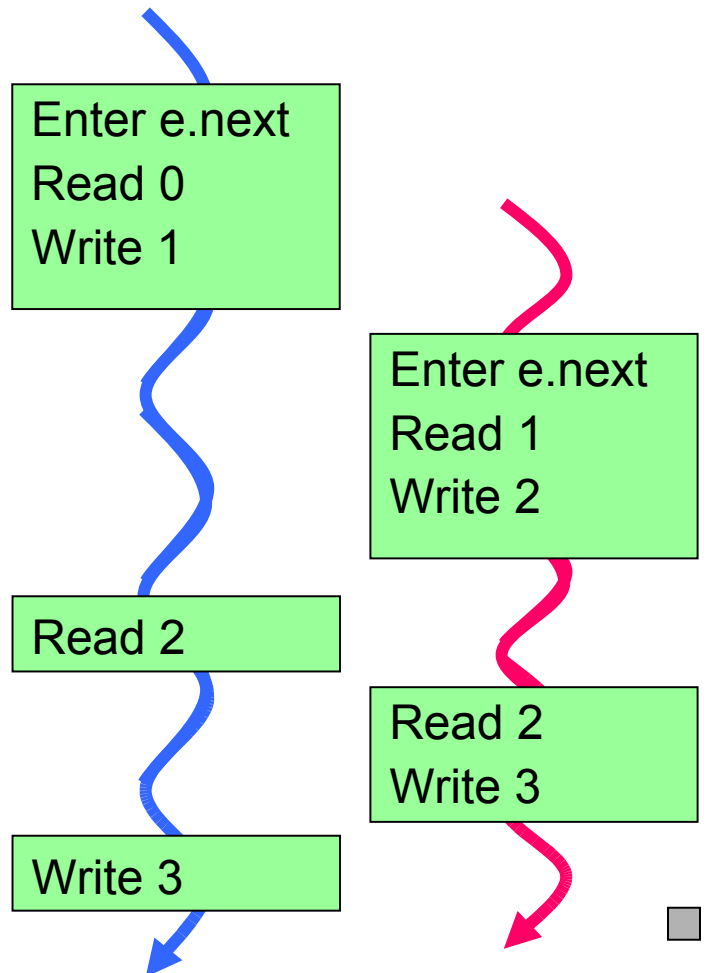 Enter e.next
Read 0
Write 1
Enter e.next
Read 1
Write 2
Read 2
Read 2
Write 3
Write 3